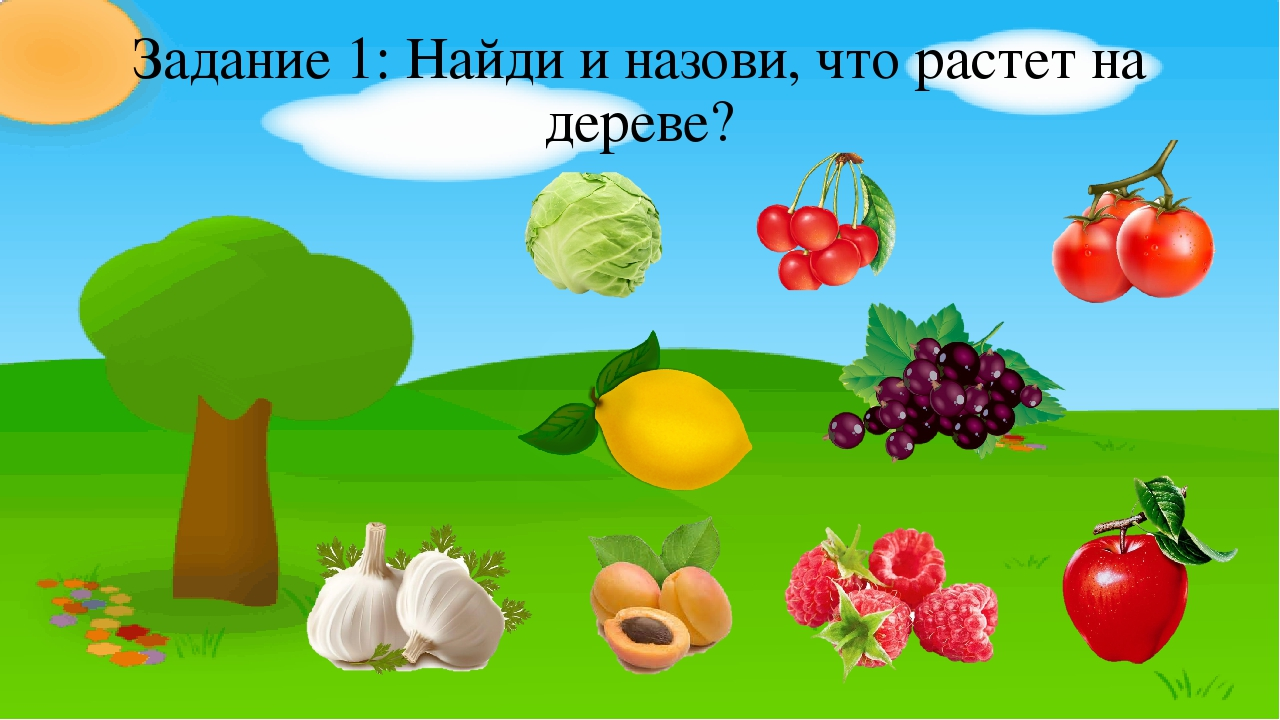 Задание 1: Найди и назови, что растет на
дереве?